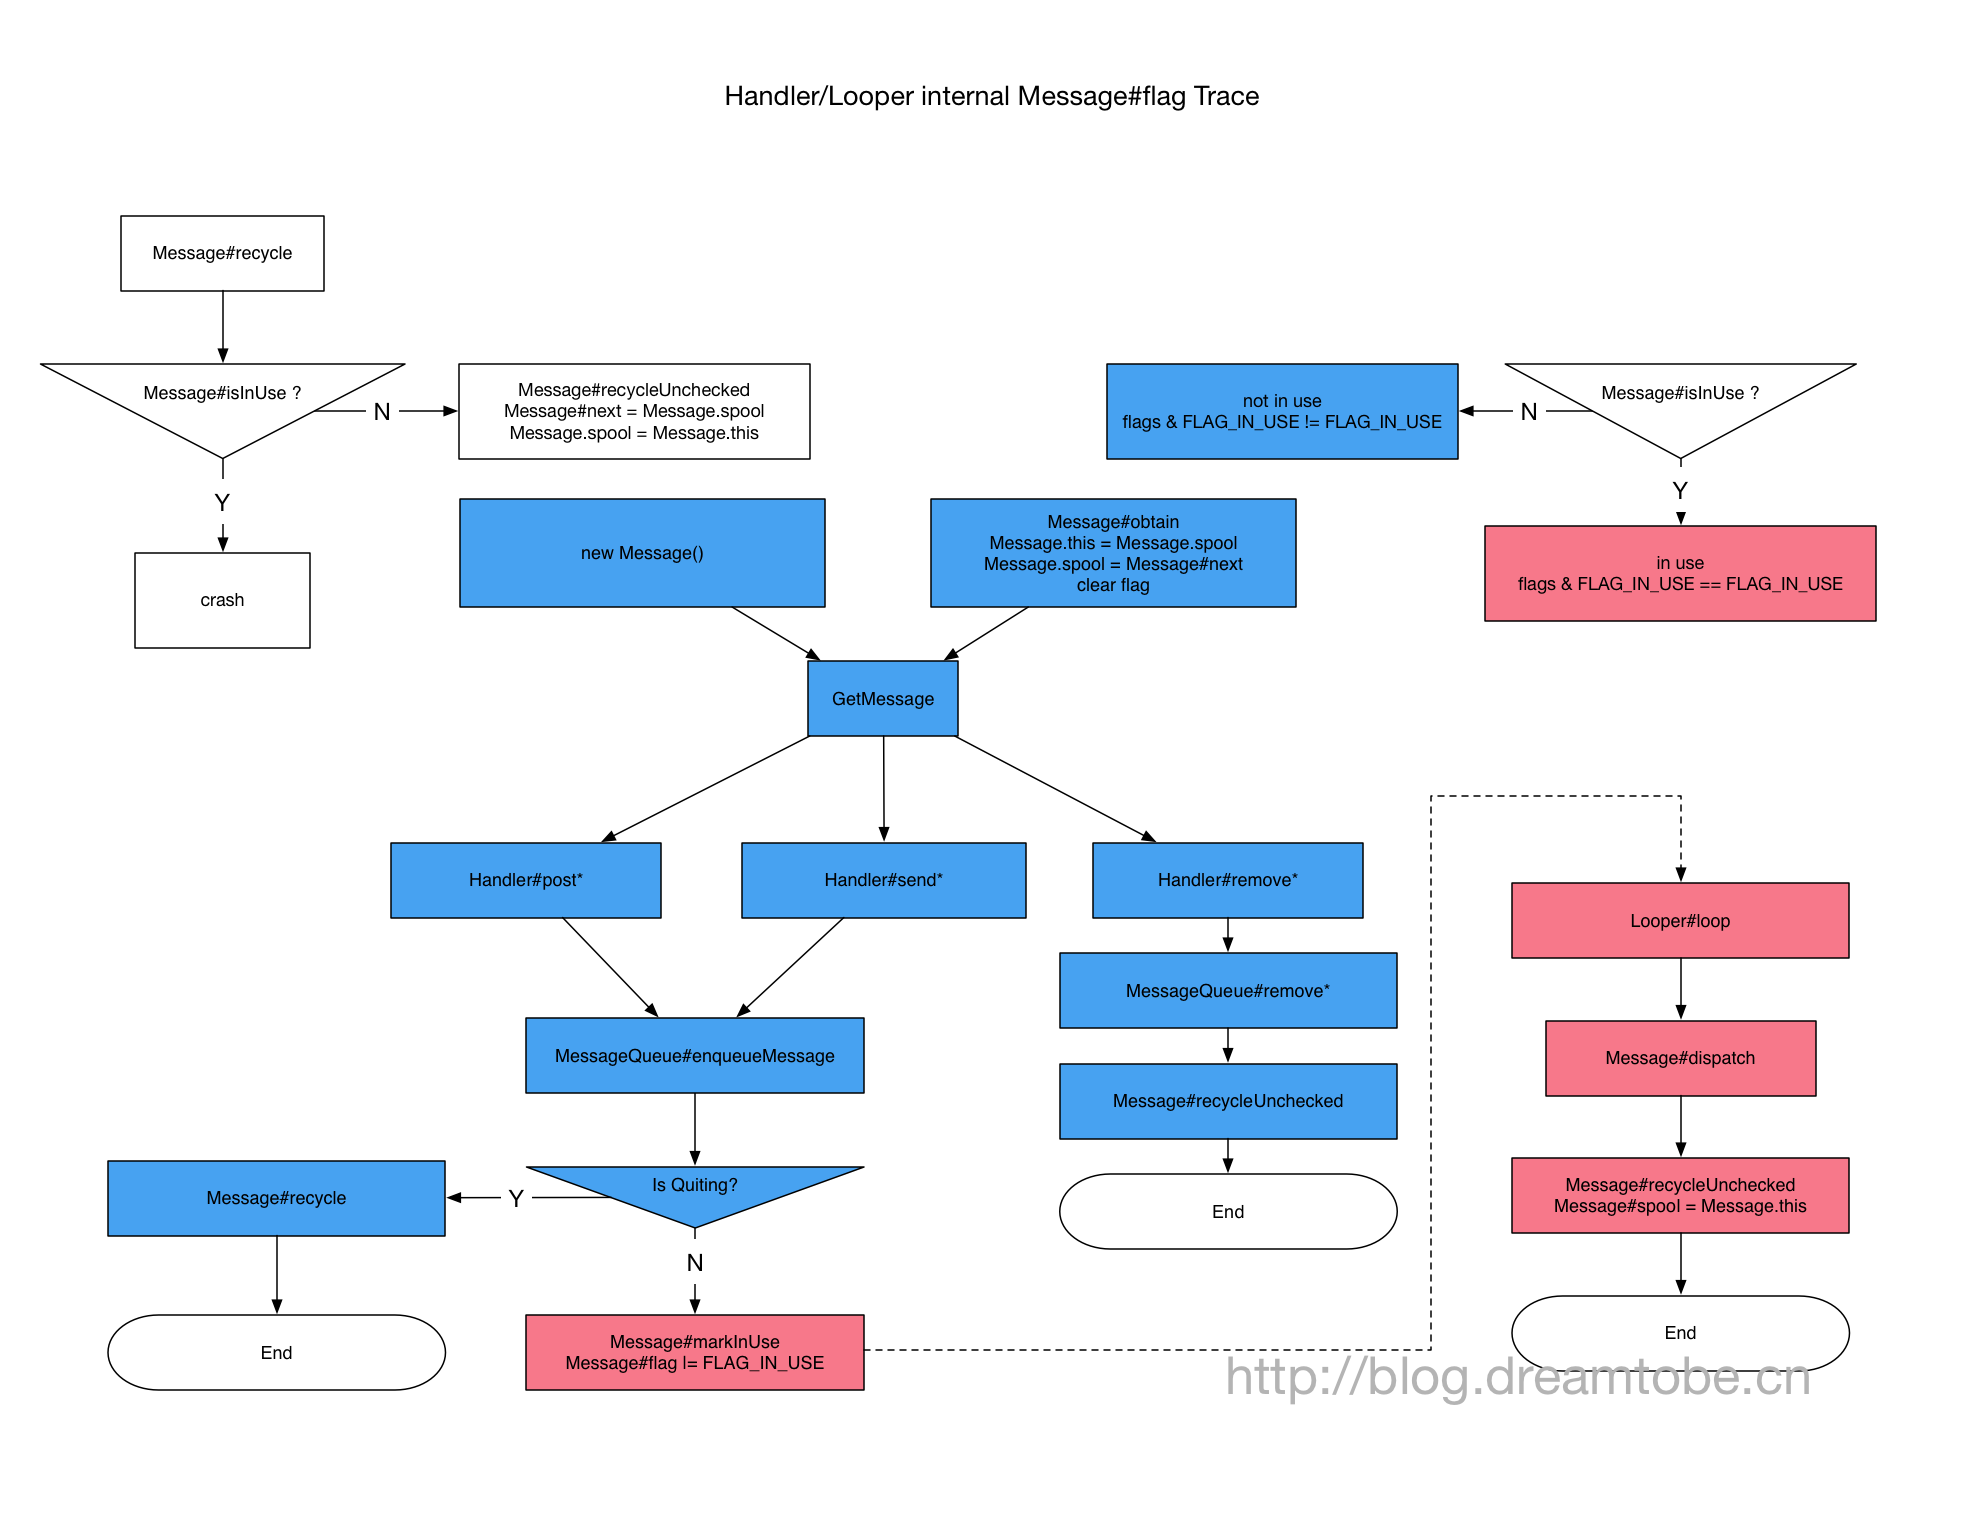 Handler/Looper internal Message#flag Trace
Message#recycle
Message#isInUse ?
N
Message#recycleUnchecked
Message#next = Message.spool
Message.spool = Message.this
Y
crash
not in use
flags & FLAG_IN_USE != FLAG_IN_USE
N
Message#isInUse ?
Y
in use
flags & FLAG_IN_USE == FLAG_IN_USE
new Message()
Message#obtain
Message.this = Message.spool
Message.spool = Message#next
clear flag
GetMessage
Handler#post*
Handler#send*
Handler#remove*
MessageQueue#enqueueMessage
MessageQueue#remove*
Message#recycleUnchecked
End
Is Quiting?
Y
Message#recycle
End
N
Message#markInUse
Message#flag |= FLAG_IN_USE
Looper#loop
Message#dispatch
Message#recycleUnchecked
Message#spool = Message.this
End
http://blog.dreamtobe.cn